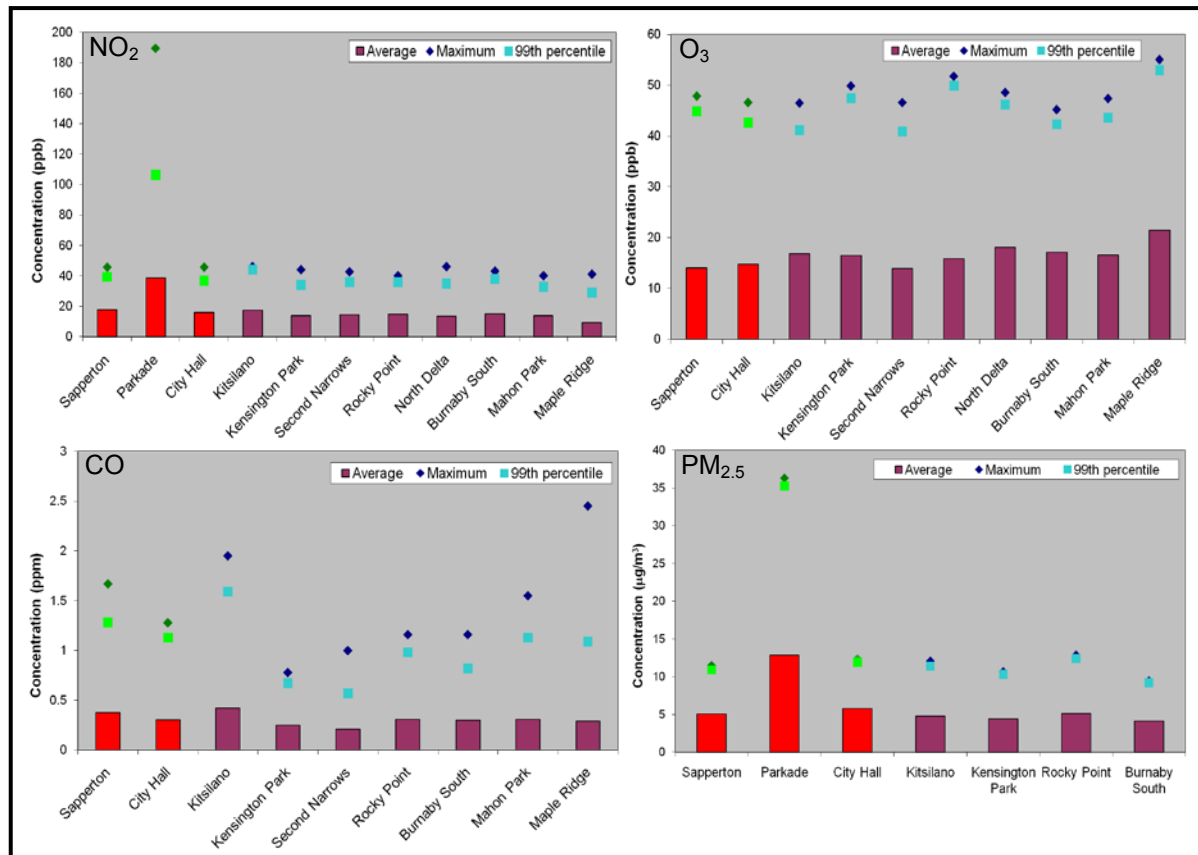 NO₂
Average Maximum 99th percentile
Concentration (ppb)
200
180
160
140
120
100
80
60
40
20
0
Sapperton
Parkade
City Hall
Kitsilano
Kensington Park
Second Narrows
Rocky Point
North Delta
Burnaby South
Mahon Park
Maple Ridge
O₃
Average Maximum 99th percentile
Concentration (ppb)
60
50
40
30
20
10
0
Sapperton
City Hall
Kitsilano
Kensington Park
Second Narrows
Rocky Point
North Delta
Burnaby South
Mahon Park
Maple Ridge
CO
Average Maximum 99th percentile
Concentration (ppm)
3
2.5
2
1.5
1
0.5
0
Sapperton
City Hall
Kitsilano
Kensington Park
Second Narrows
Rocky Point
Burnaby South
Mahon Park
Maple Ridge
PM₂.₅
Average Maximum 99th percentile
Concentration (µg/m³)
40
35
30
25
20
15
10
5
0
Sapperton
Parkade
City Hall
Kitsilano
Kensington
Park
Rocky Point
Burnaby
South